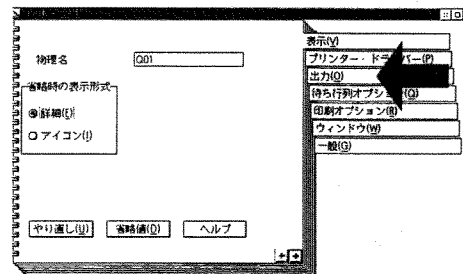 物理名 Q01
省略時の表示形式
詳細(E)
アイコン(I)
やり直し(U) 省略値(D) ヘルプ
表示(V)
プリンター・ドライバー(P)
出力(O)
待ち行列オプション(Q)
印刷オプション(R)
ウィンドウ(W)
一般(G)